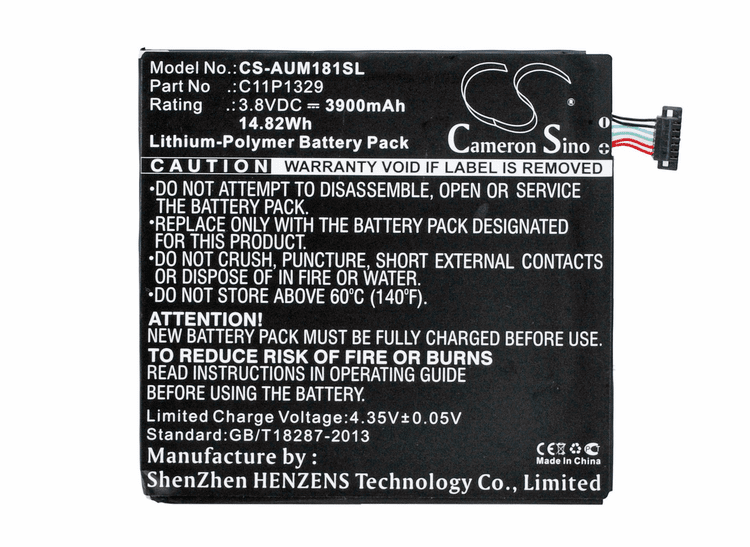 Model No.:CS-AUM181SL
Part No :C11P1329
Rating :3.8VDC ⎓ 3900mAh
14.82Wh
Lithium-Polymer Battery Pack
CS
Cameron Sino
CAUTION WARRANTY VOID IF LABEL IS REMOVED
•DO NOT ATTEMPT TO DISASSEMBLE, OPEN OR SERVICE
THE BATTERY PACK.
•REPLACE ONLY WITH THE BATTERY PACK DESIGNATED
FOR THIS PRODUCT.
•DO NOT CRUSH, PUNCTURE, SHORT EXTERNAL CONTACTS
OR DISPOSE OF IN FIRE OR WATER.
•DO NOT STORE ABOVE 60°C (140°F).
ATTENTION!
NEW BATTERY PACK MUST BE FULLY CHARGED BEFORE USE.
TO REDUCE RISK OF FIRE OR BURNS
READ INSTRUCTIONS IN OPERATING GUIDE
BEFORE USING THE BATTERY.
Limited Charge Voltage:4.35V±0.05V
Standard:GB/T18287-2013
CE
Made in China
Manufacture by :
ShenZhen HENZENS Technology Co., Limited